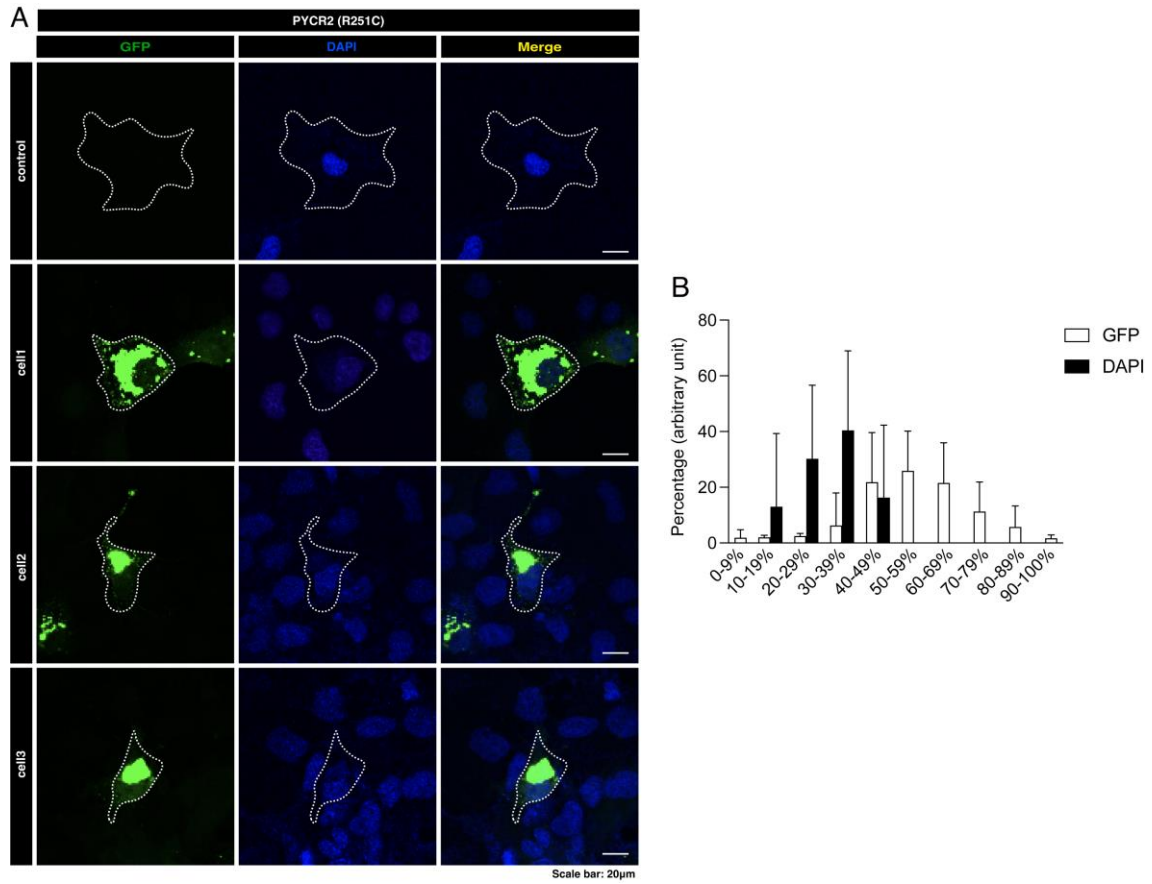 A
PYCR2 (R251C)
GFP DAPI Merge
control
cell1
cell2
cell3
Scale bar: 20μm
B
Percentage (arbitrary unit)
80
60
40
20
0
0-9%
10-19%
20-29%
30-39%
40-49%
50-59%
60-69%
70-79%
80-89%
90-100%
GFP
DAPI